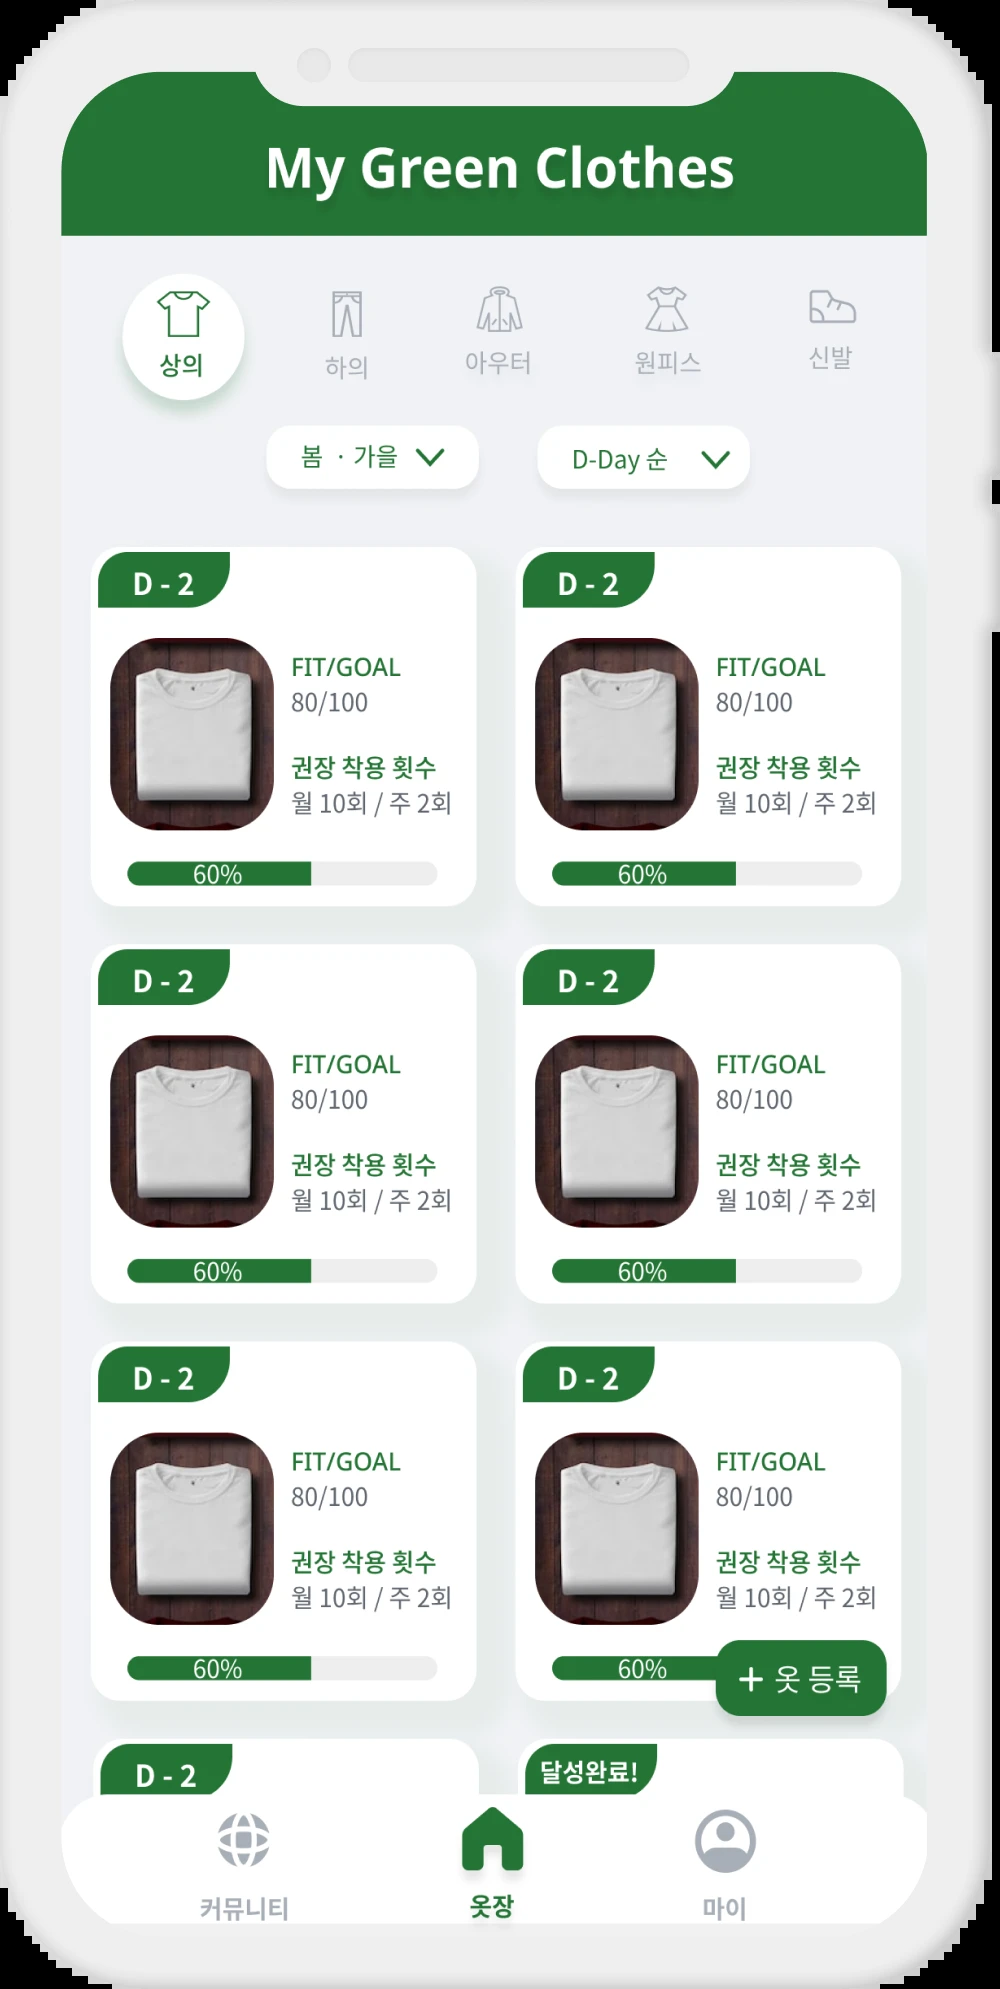 My Green Clothes
상의 하의 아우터 원피스 신발
봄 · 가을 D-Day 순
D - 2 D - 2
FIT/GOAL FIT/GOAL
80/100 80/100
권장 착용 횟수 권장 착용 횟수
월 10회 / 주 2회 월 10회 / 주 2회
60% 60%
D - 2 D - 2
FIT/GOAL FIT/GOAL
80/100 80/100
권장 착용 횟수 권장 착용 횟수
월 10회 / 주 2회 월 10회 / 주 2회
60% 60%
D - 2 D - 2
FIT/GOAL FIT/GOAL
80/100 80/100
권장 착용 횟수 권장 착용 횟수
월 10회 / 주 2회 월 10회 / 주 2회
60% 60%
+ 옷 등록
D - 2 달성완료!
커뮤니티 옷장 마이